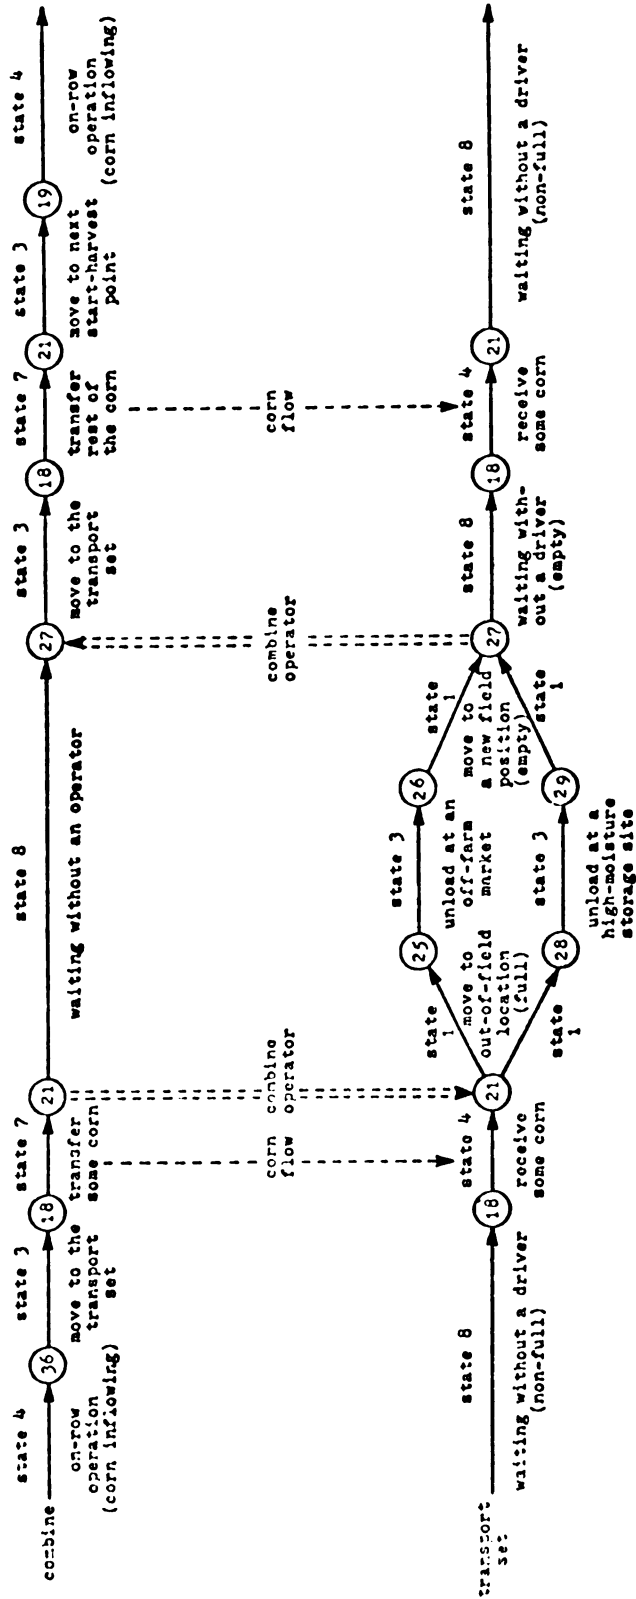 combine
state 4
on-row
operation
(corn inflowing)
36
state 3
move to the
transport
set
18
state 7
transfer
some corn
21
state 8
waiting without an operator
27
state 3
move to the
transport
set
18
state 7
transfer
rest of
the corn
21
state 3
move to next
start-harvest
point
19
state 4
on-row
operation
(corn inflowing)
corn
flow
combine
operator
combine
operator
corn
flow
transport
set
state 8
waiting without a driver
(non-full)
18
state 4
receive
some corn
21
state
1
move to
out-of-field
location
(full)
state
1
25
state 3
unload at an
off-farm
market
26
state
1
move to
a new field
position
(empty)
28
state 3
unload at a
high-moisture
storage site
29
state
1
27
state 8
waiting with-
out a driver
(empty)
18
state 4
receive
some corn
21
state 8
waiting without a driver
(non-full)